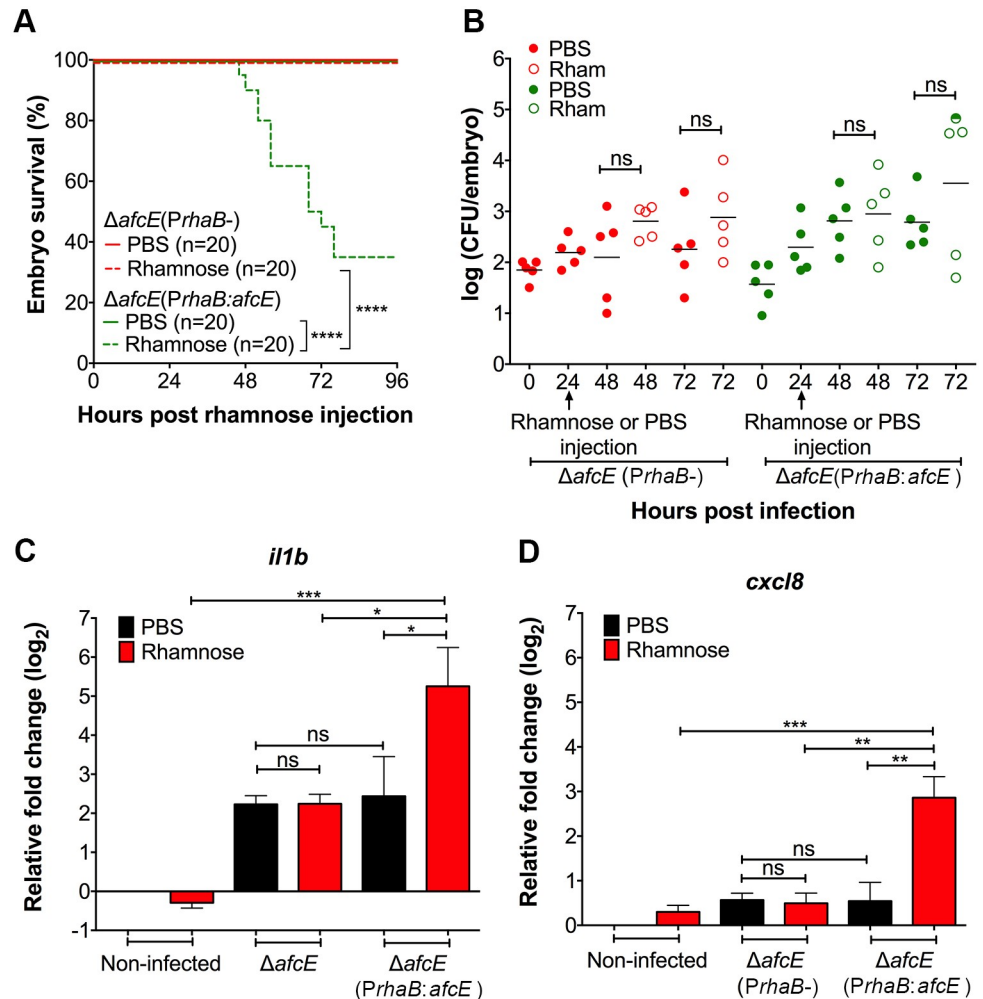 A
100
80
60
40
20
0
Embryo survival (%)
ΔafcE(PrhaB-)
PBS (n=20)
Rhamnose (n=20)
ΔafcE(PrhaB:afcE)
PBS (n=20)
Rhamnose (n=20)
****
****
0 24 48 72 96
Hours post rhamnose injection
B
6
5
4
3
2
1
0
log (CFU/embryo)
PBS
Rham
PBS
Rham
ns
ns
ns
ns
0 24 48 48 72 72 0 24 48 48 72 72
Rhamnose or PBS
injection
Rhamnose or PBS
injection
ΔafcE (PrhaB-)
ΔafcE(PrhaB:afcE )
Hours post infection
C
il1b
7
6
5
4
3
2
1
0
-1
Relative fold change (log2)
PBS
Rhamnose
***
*
*
ns
ns
Non-infected
ΔafcE
ΔafcE
(PrhaB:afcE )
D
cxcl8
7
6
5
4
3
2
1
0
Relative fold change (log2)
PBS
Rhamnose
***
**
**
ns
ns
Non-infected
ΔafcE
(PrhaB-)
ΔafcE
(PrhaB:afcE )